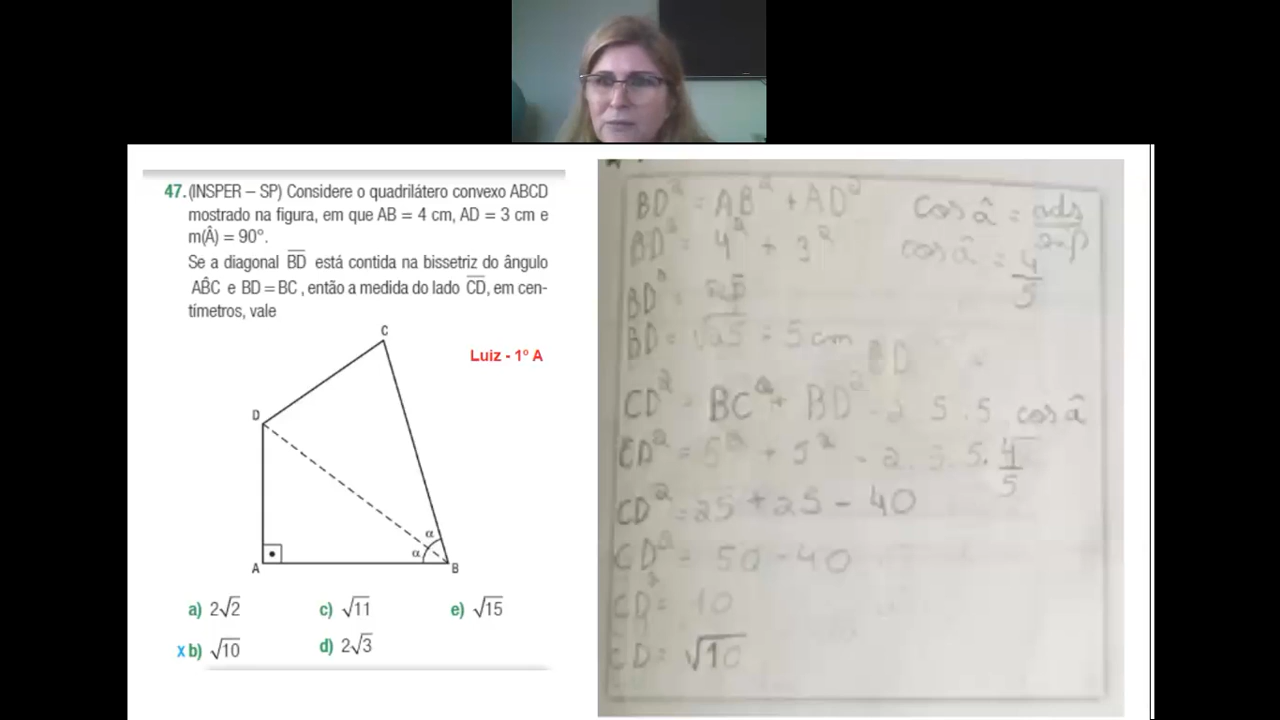 47. (INSPER – SP) Considere o quadrilátero convexo ABCD
mostrado na figura, em que AB = 4 cm, AD = 3 cm e
m(Â) = 90°.
Se a diagonal BD está contida na bissetriz do ângulo
AB̂C e BD = BC, então a medida do lado CD, em cen-
tímetros, vale
C
Luiz - 1º A
D
α
α
A
B
a) 2√2
c) √11
e) √15
x b) √10
d) 2√3
BD² = AB² + AD²
BD² = 4² + 3²
BD² = 25
BD = √25 = 5cm
cos â = adj
cos â = 4/5
BD
CD² = BC² + BD² - 2 5 . 5 cos â
CD² = 5² + 5² - 2. 5. 5. 4/5
CD² = 25 + 25 - 40
CD² = 50 - 40
CD² = 10
CD = √10